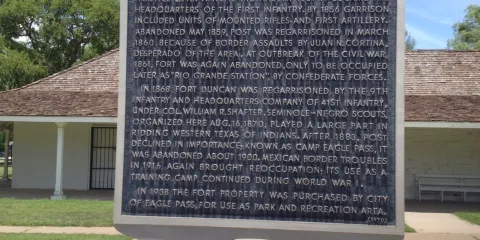 HEADQUARTERS OF THE FIRST INFANTRY. BY 1856 GARRISON
INCLUDED UNITS OF MOUNTED RIFLES AND FIRST ARTILLERY.
ABANDONED MAY 1859, POST WAS REGARRISONED IN MARCH
1860 BECAUSE OF BORDER ASSAULTS BY JUAN N. CORTINA,
DESPERADO OF THE AREA. AT OUTBREAK OF THE CIVIL WAR,
1861, FORT WAS AGAIN ABANDONED, ONLY TO BE OCCUPIED
LATER AS "RIO GRANDE STATION" BY CONFEDERATE FORCES.
IN 1868 FORT DUNCAN WAS REGARRISONED BY THE 9TH
INFANTRY AND HEADQUARTERS COMPANY OF 41ST INFANTRY,
UNDER COL. WILLIAM R. SHAFTER. SEMINOLE-NEGRO SCOUTS,
ORGANIZED HERE AUG. 16, 1870, PLAYED A LARGE PART IN
RIDDING WESTERN TEXAS OF INDIANS. AFTER 1883, POST
DECLINED IN IMPORTANCE; KNOWN AS CAMP EAGLE PASS, IT
WAS ABANDONED ABOUT 1900. MEXICAN BORDER TROUBLES
IN 1916 AGAIN BROUGHT REOCCUPATION; ITS USE AS A
TRAINING CAMP CONTINUED DURING WORLD WAR I.
IN 1938 THE FORT PROPERTY WAS PURCHASED BY CITY
OF EAGLE PASS, FOR USE AS PARK AND RECREATION AREA.